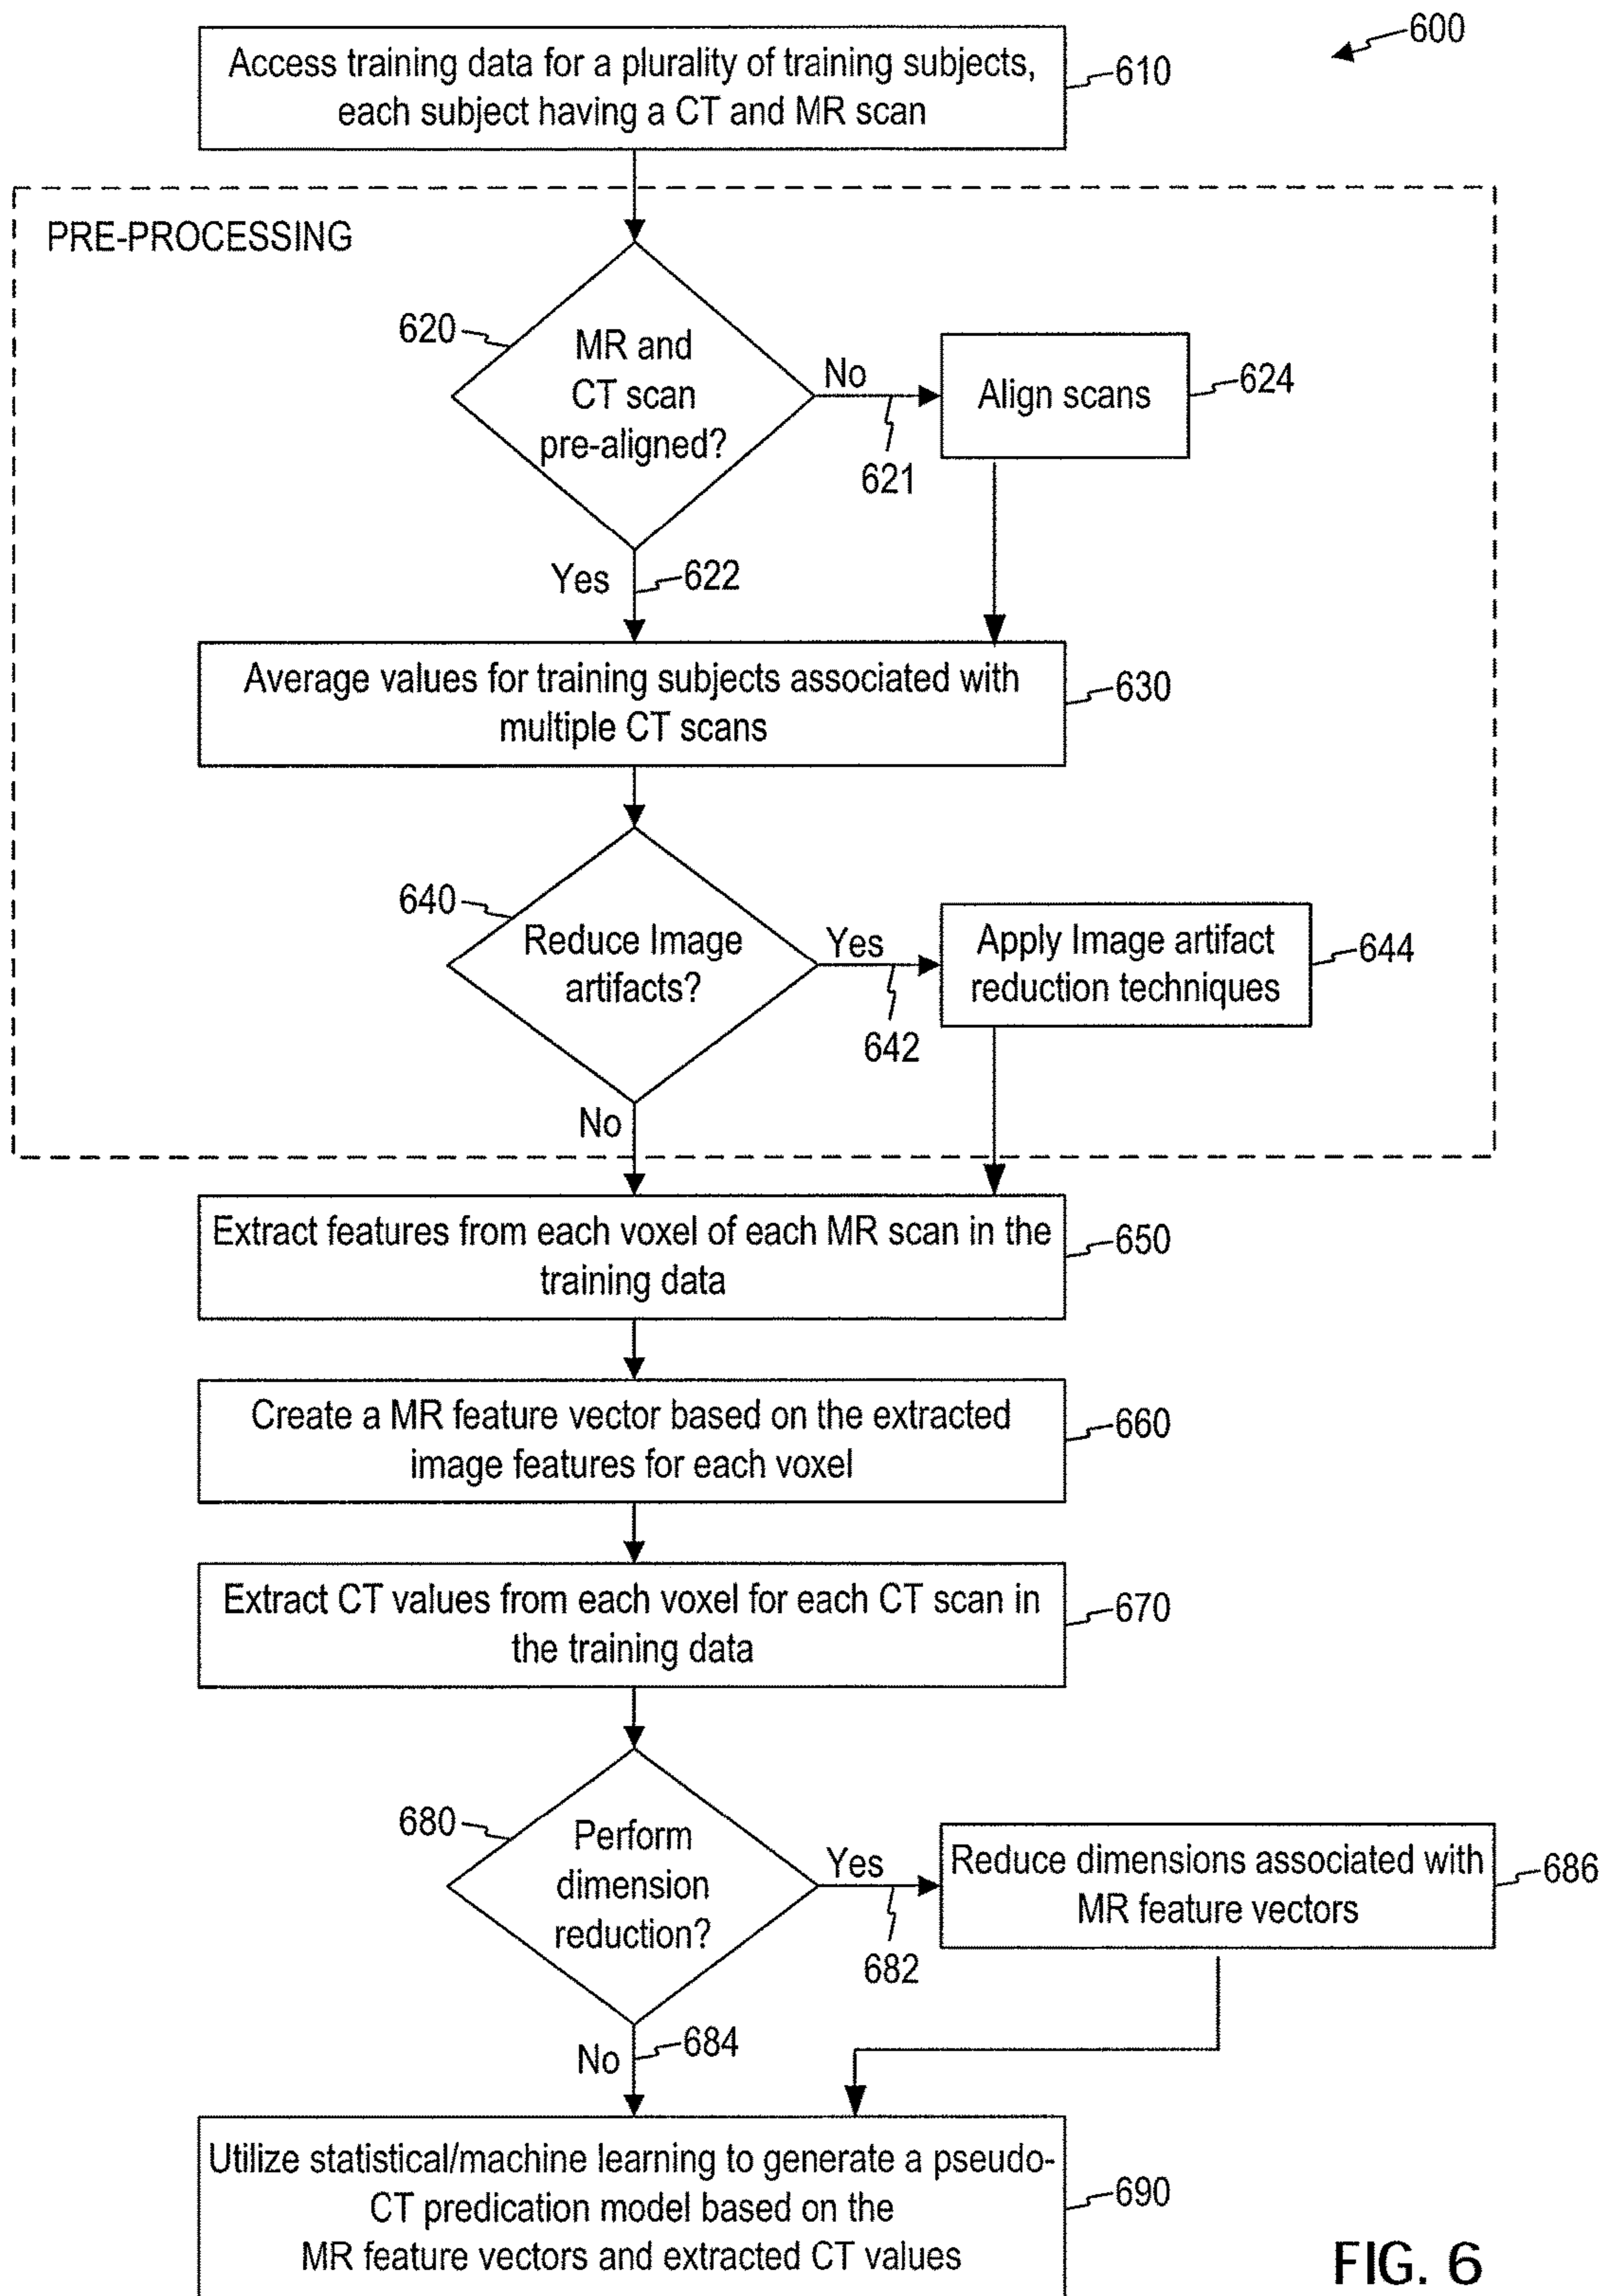 600
Access training data for a plurality of training subjects,
each subject having a CT and MR scan
610
PRE-PROCESSING
620
MR and
CT scan
pre-aligned?
No
621
Align scans
624
Yes
622
Average values for training subjects associated with
multiple CT scans
630
640
Reduce Image
artifacts?
Yes
642
Apply Image artifact
reduction techniques
644
No
Extract features from each voxel of each MR scan in the
training data
650
Create a MR feature vector based on the extracted
image features for each voxel
660
Extract CT values from each voxel for each CT scan in
the training data
670
680
Perform
dimension
reduction?
Yes
682
Reduce dimensions associated with
MR feature vectors
686
No
684
Utilize statistical/machine learning to generate a pseudo-
CT predication model based on the
MR feature vectors and extracted CT values
690
FIG. 6